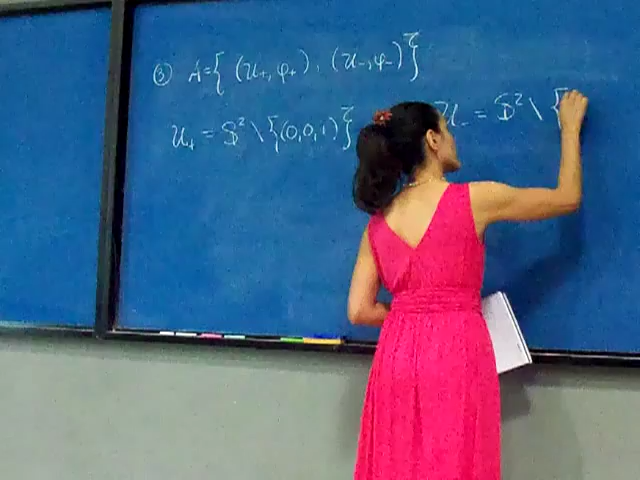 ③ A = { (U₊, φ₊), (U₋, φ₋) }
U₊ = S² \ {(0,0,1)} U₋ = S² \ {